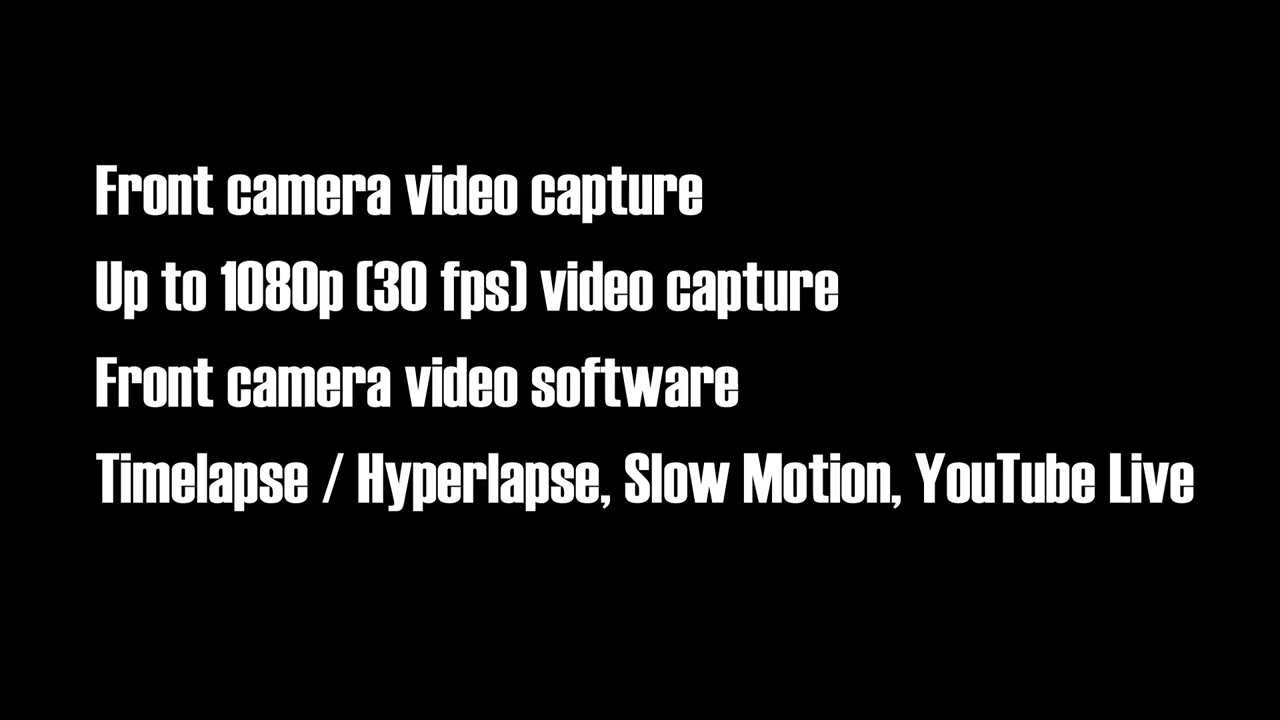 Front camera video capture
Up to 1080p (30 fps) video capture
Front camera video software
Timelapse / Hyperlapse, Slow Motion, YouTube Live